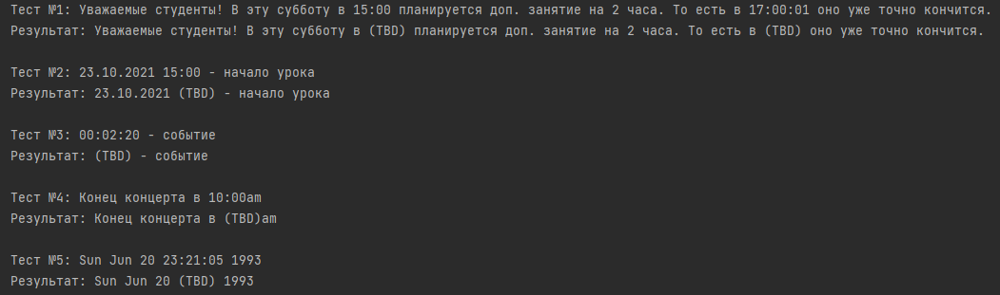 Тест №1: Уважаемые студенты! В эту субботу в 15:00 планируется доп. занятие на 2 часа. То есть в 17:00:01 оно уже точно кончится.
Результат: Уважаемые студенты! В эту субботу в (TBD) планируется доп. занятие на 2 часа. То есть в (TBD) оно уже точно кончится.
Тест №2: 23.10.2021 15:00 - начало урока
Результат: 23.10.2021 (TBD) - начало урока
Тест №3: 00:02:20 - событие
Результат: (TBD) - событие
Тест №4: Конец концерта в 10:00am
Результат: Конец концерта в (TBD)am
Тест №5: Sun Jun 20 23:21:05 1993
Результат: Sun Jun 20 (TBD) 1993